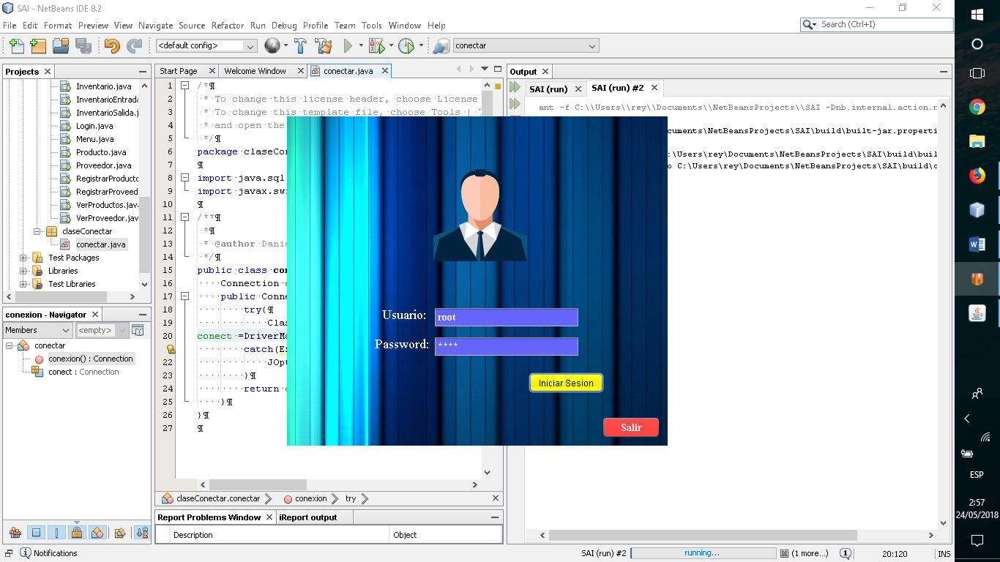 SAI - NetBeans IDE 8.2
File Edit Format Preview View Navigate Source Refactor Run Debug Profile Team Tools Window Help
Search (Ctrl+I)
<default config>
conectar
Projects
Inventario.java
InventarioEntrada
InventarioSalida.j
Login.java
Menu.java
Producto.java
Proveedor.java
RegistrarProducto
RegistrarProveed
VerProductos.java
VerProveedor.jav
claseConectar
conectar.java
Test Packages
Libraries
Test Libraries
conexion - Navigator
Members
<empty>
conectar
conexion() : Connection
conect : Connection
Start Page
Welcome Window
conectar.java
1 /*¶
2 * To change this license header, choose License
3 * To change this template file, choose Tools |
4 * and open the
5 */¶
6 package claseCon
7 ¶
8 import java.sql
9 import javax.sw
10 ¶
11 /**¶
12 *¶
13 * @author Danie
14 */¶
15 public class con
16 Connection
17 public Conne
18 try{¶
19 Clas
20 conect =DriverMa
catch(Ex
22 JOpt
23 }¶
24 return
25 }¶
26 }¶
27 ¶
claseConectar.conectar
conexion
try
Report Problems Window
iReport output
Description
Object
Output
SAI (run)
SAI (run) #2
ant -f C:\\Users\\rey\\Documents\\NetBeansProjects\\SAI -Dnb.internal.action.n
cuments\NetBeansProjects\SAI\build\built-jar.properti
:\Users\rey\Documents\NetBeansProjects\SAI\build\buil
o C:\Users\rey\Documents\NetBeansProjects\SAI\build\c
Usuario:
root
Password:
****
Iniciar Sesion
Salir
Notifications
SAI (run) #2
running...
(1 more...)
20:120
INS
ESP
2:57
24/05/2018